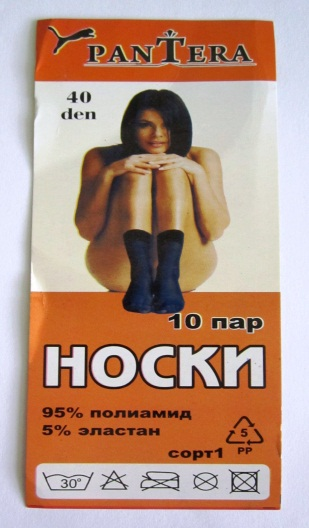 PANTERA
40
den
10 пар
НОСКИ
95% полиамид
5% эластан
сорт1
5
PP
30°